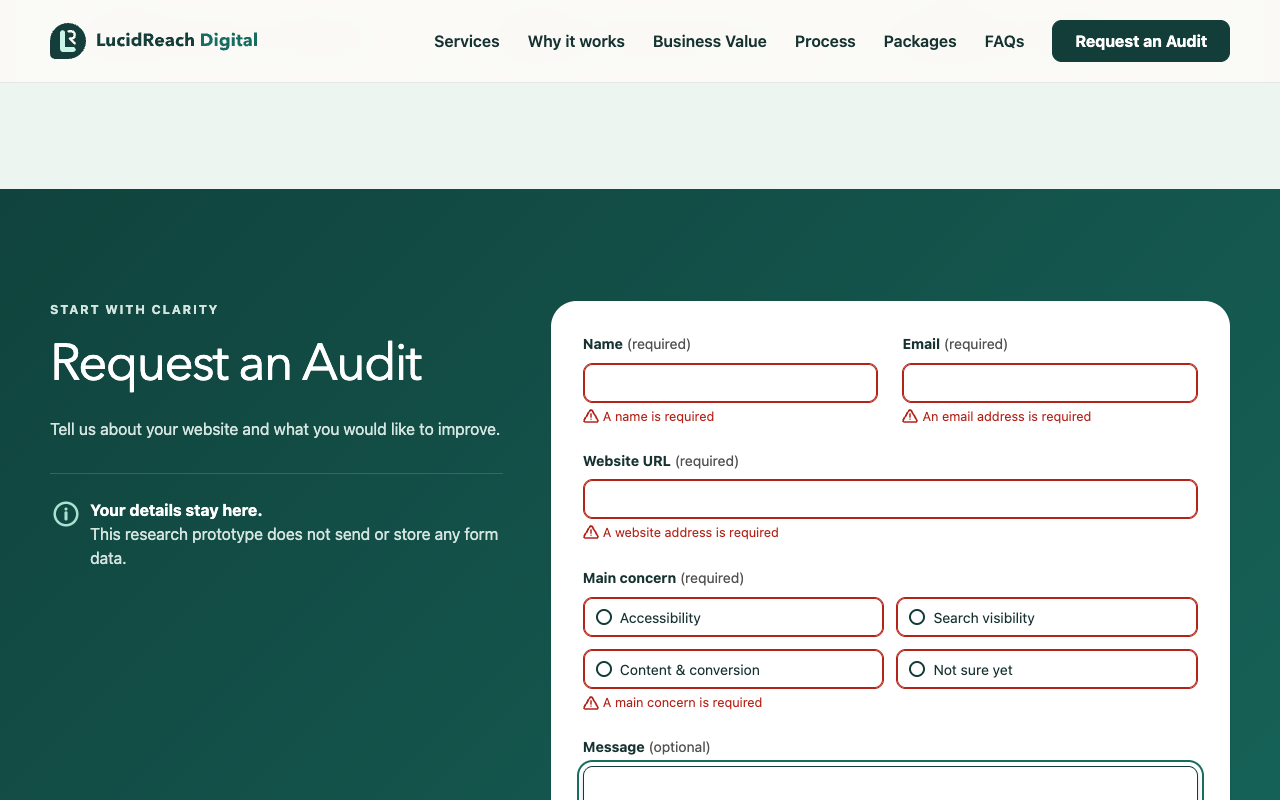 LucidReach Digital
Services
Why it works
Business Value
Process
Packages
FAQs
Request an Audit
START WITH CLARITY
Request an Audit
Tell us about your website and what you would like to improve.
Your details stay here.
This research prototype does not send or store any form
data.
Name (required)
Email (required)
A name is required
An email address is required
Website URL (required)
A website address is required
Main concern (required)
Accessibility
Search visibility
Content & conversion
Not sure yet
A main concern is required
Message (optional)